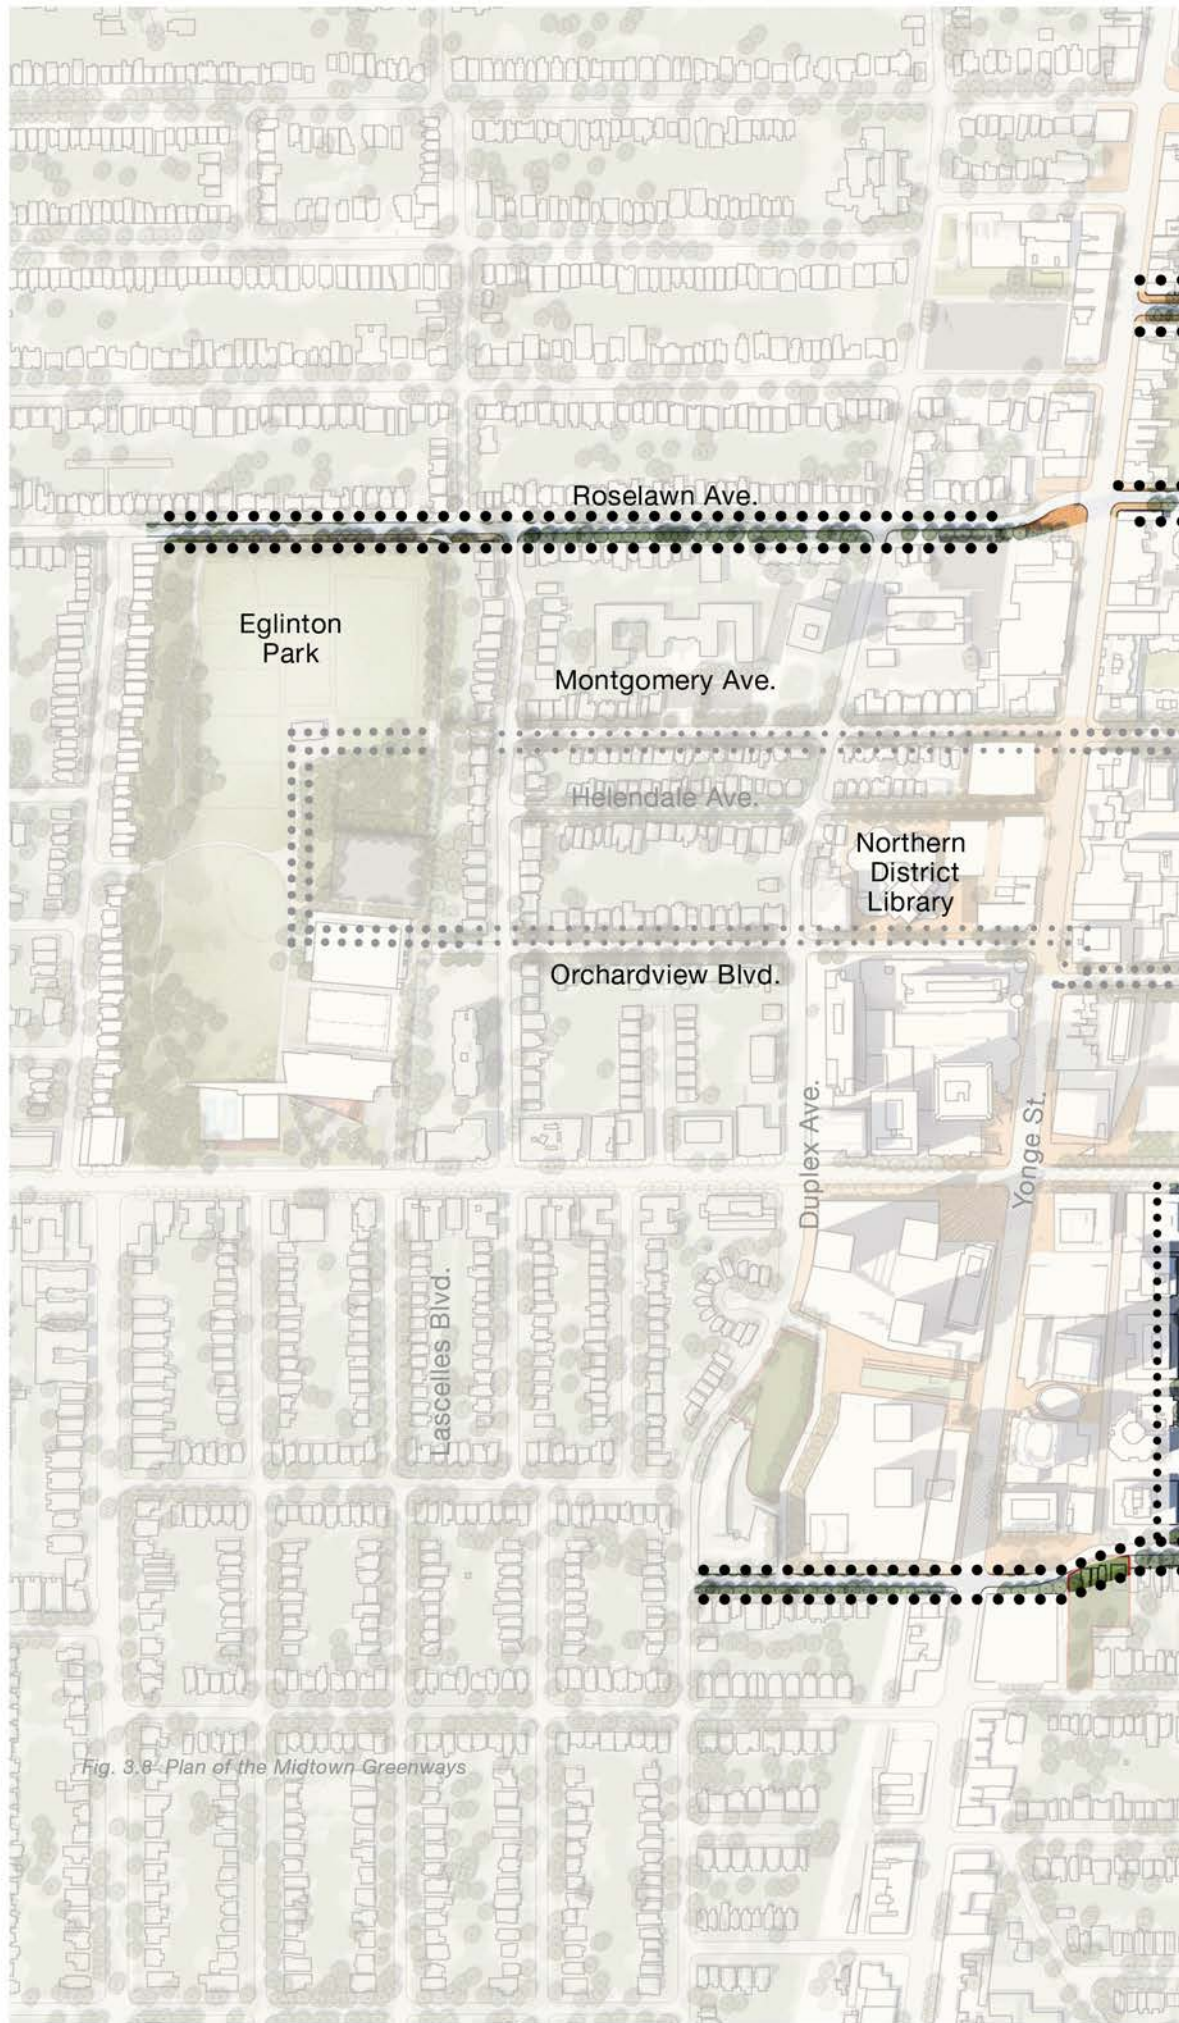 Roselawn Ave.
Eglinton
Park
Montgomery Ave.
Helendale Ave.
Northern
District
Library
Orchardview Blvd.
Duplex Ave.
Yonge St.
Lascelles Blvd.
Fig. 3.8 Plan of the Midtown Greenways